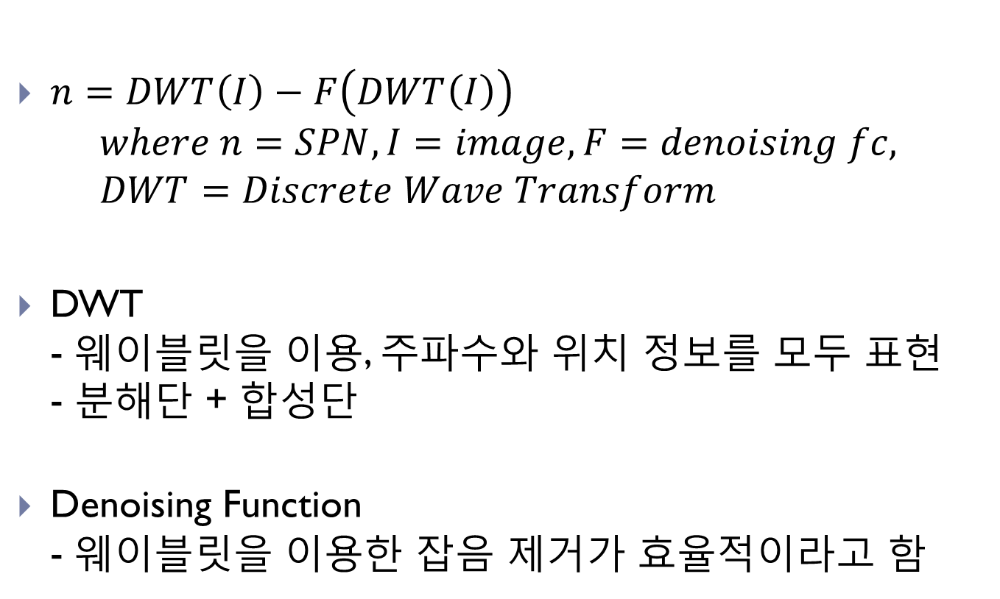 n = DWT(I) − F(DWT(I))
where n = SPN, I = image, F = denoising fc,
DWT = Discrete Wave Transform
DWT
- 웨이블릿을 이용, 주파수와 위치 정보를 모두 표현
- 분해단 + 합성단
Denoising Function
- 웨이블릿을 이용한 잡음 제거가 효율적이라고 함